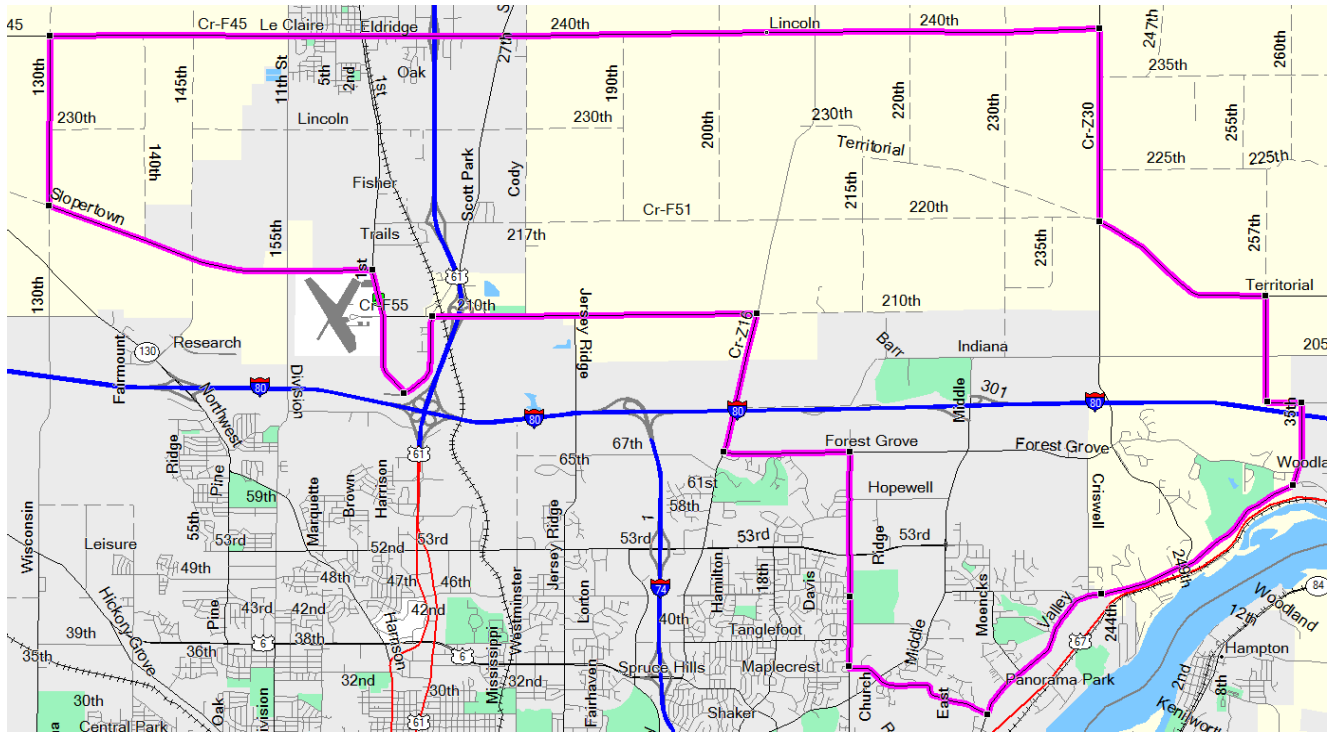 45
Cr-F45
Le Claire
Eldridge
240th
Lincoln
240th
247th
260th
27th
130th
145th
11th St
5th
2nd
1st
Oak
190th
200th
220th
230th
Cr-Z30
235th
255th
230th
140th
Lincoln
230th
230th
Territorial
225th
225th
Slopertown
Fisher
Scott Park
Cody
Cr-F51
215th
220th
Trails
217th
155th
1st
61
235th
257th
130th
Cr-F55
210th
Jersey Ridge
Cr-Z16
210th
Territorial
Fairmount
130
Research
Barr
Indiana
205
80
Northwest
Division
80
80
Middle
301
80
35th
61
67th
Forest Grove
Forest Grove
Ridge
Pine
65th
61st
Hopewell
Woodla
59th
Marquette
Brown
Harrison
58th
Criswell
Wisconsin
55th
53rd
Leisure
52nd
53rd
Jersey Ridge
1
53rd
53rd
Ridge
53rd
49th
48th
47th
46th
Westminster
Lorton
74
Hamilton
18th
Davis
Moencks
Valley
249th
Hickory Grove
Pine
43rd
42nd
42nd
40th
244th
Woodland
84
12th
39th
6
38th
Harrison
Mississippi
Tanglefoot
Middle
67
35th
36th
6
Spruce Hills
Maplecrest
Hampton
32nd
30th
32nd
Fairhaven
Church
East
Panorama Park
2nd
8th
30th
Oak
ivision
61
Shaker
Kenilwort
Central Park